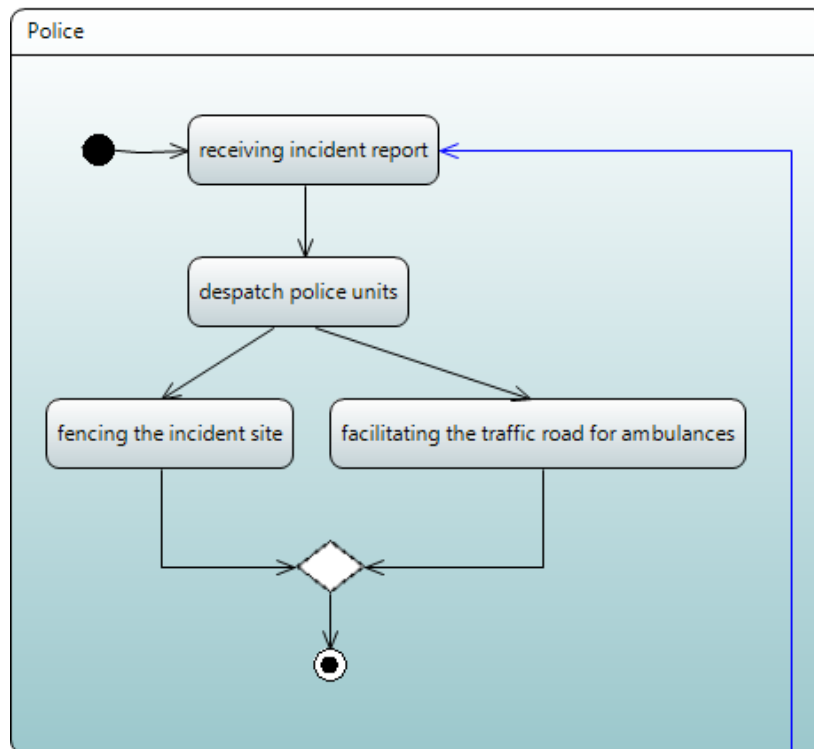 Police
receiving incident report
despatch police units
fencing the incident site
facilitating the traffic road for ambulances